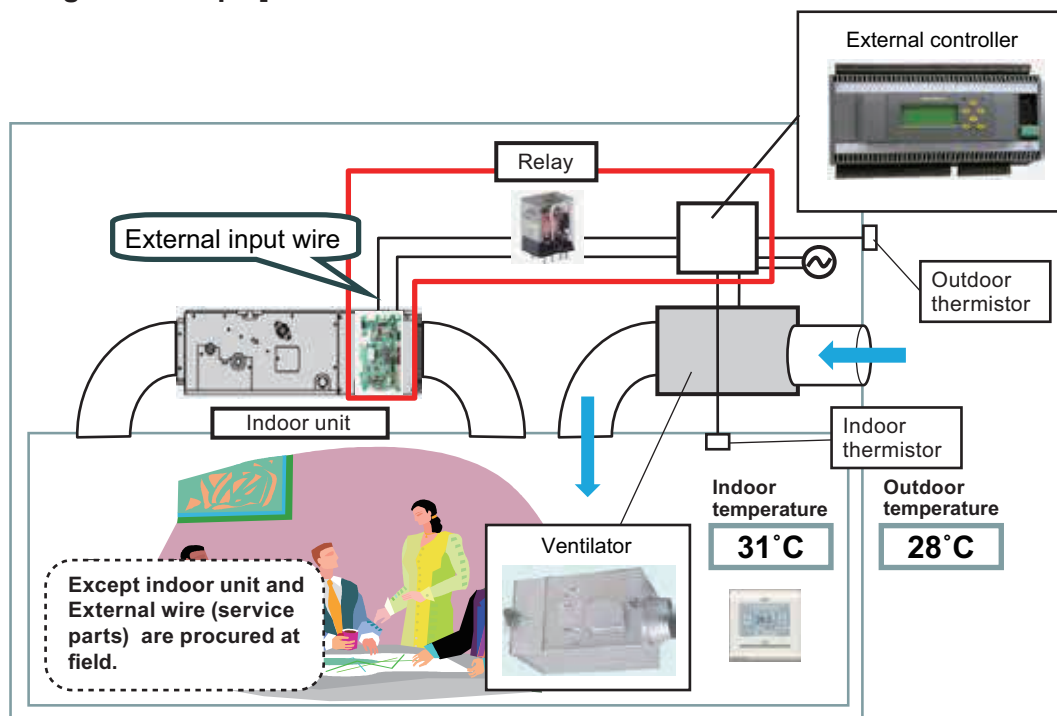 External controller
Relay
External input wire
Outdoor
thermistor
Indoor unit
Indoor
thermistor
Indoor
temperature
31˚C
Outdoor
temperature
28˚C
Ventilator
Except indoor unit and
External wire (service
parts) are procured at
field.